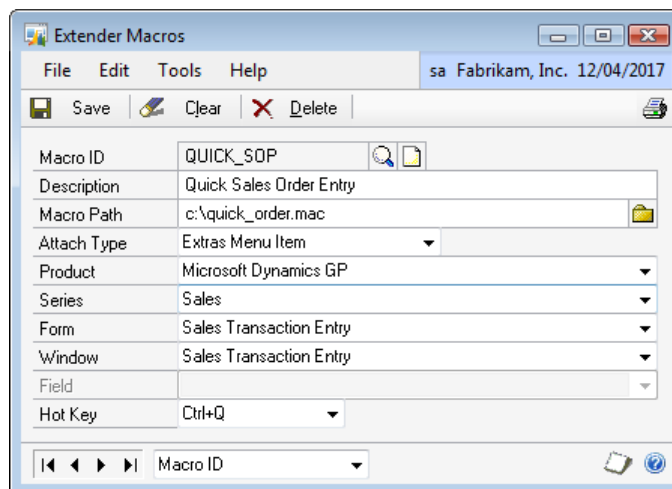 Extender Macros
File Edit Tools Help sa Fabrikam, Inc. 12/04/2017
Save Clear Delete
Macro ID QUICK_SOP
Description Quick Sales Order Entry
Macro Path c:\quick_order.mac
Attach Type Extras Menu Item
Product Microsoft Dynamics GP
Series Sales
Form Sales Transaction Entry
Window Sales Transaction Entry
Field
Hot Key Ctrl+Q
Macro ID